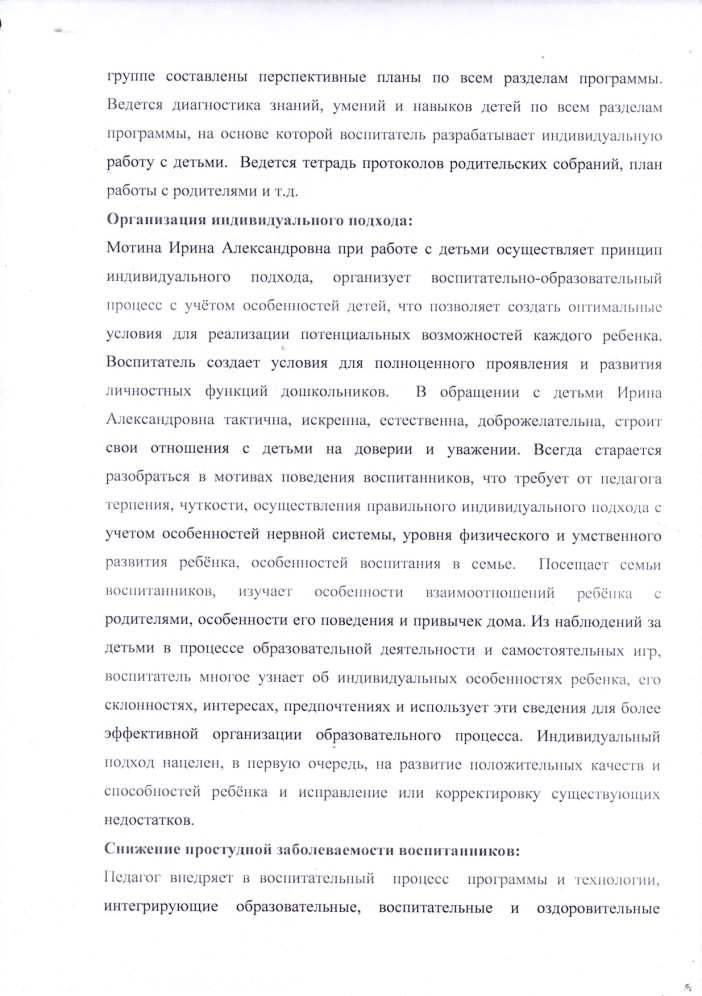 группе составлены перспективные планы по всем разделам программы.
Ведется диагностика знаний, умений и навыков детей по всем разделам
программы, на основе которой воспитатель разрабатывает индивидуальную
работу с детьми. Ведется тетрадь протоколов родительских собраний, план
работы с родителями и т.д.
Организация индивидуального подхода:
Мотина Ирина Александровна при работе с детьми осуществляет принцип
индивидуального подхода, организует воспитательно-образовательный
процесс с учётом особенностей детей, что позволяет создать оптимальные
условия для реализации потенциальных возможностей каждого ребенка.
Воспитатель создает условия для полноценного проявления и развития
личностных функций дошкольников. В обращении с детьми Ирина
Александровна тактична, искренна, естественна, доброжелательна, строит
свои отношения с детьми на доверии и уважении. Всегда старается
разобраться в мотивах поведения воспитанников, что требует от педагога
терпения, чуткости, осуществления правильного индивидуального подхода с
учетом особенностей нервной системы, уровня физического и умственного
развития ребёнка, особенностей воспитания в семье. Посещает семьи
воспитанников, изучает особенности взаимоотношений ребёнка с
родителями, особенности его поведения и привычек дома. Из наблюдений за
детьми в процессе образовательной деятельности и самостоятельных игр,
воспитатель многое узнает об индивидуальных особенностях ребенка, его
склонностях, интересах, предпочтениях и использует эти сведения для более
эффективной организации образовательного процесса. Индивидуальный
подход нацелен, в первую очередь, на развитие положительных качеств и
способностей ребёнка и исправление или корректировку существующих
недостатков.
Снижение простудной заболеваемости воспитанников:
Педагог внедряет в воспитательный процесс программы и технологии,
интегрирующие образовательные, воспитательные и оздоровительные